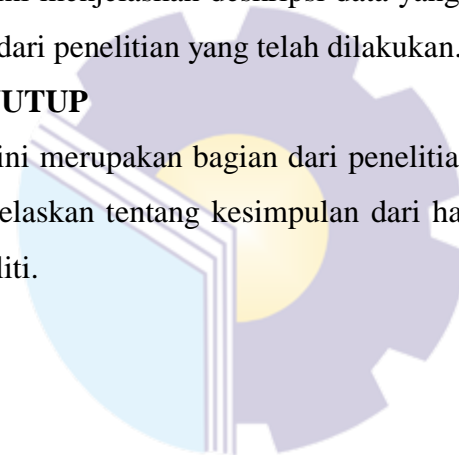 menjelaskan deskripsi data yang
dari penelitian yang telah dilakukan.
UTUP
ini merupakan bagian dari penelitia
elaskan tentang kesimpulan dari ha
liti.